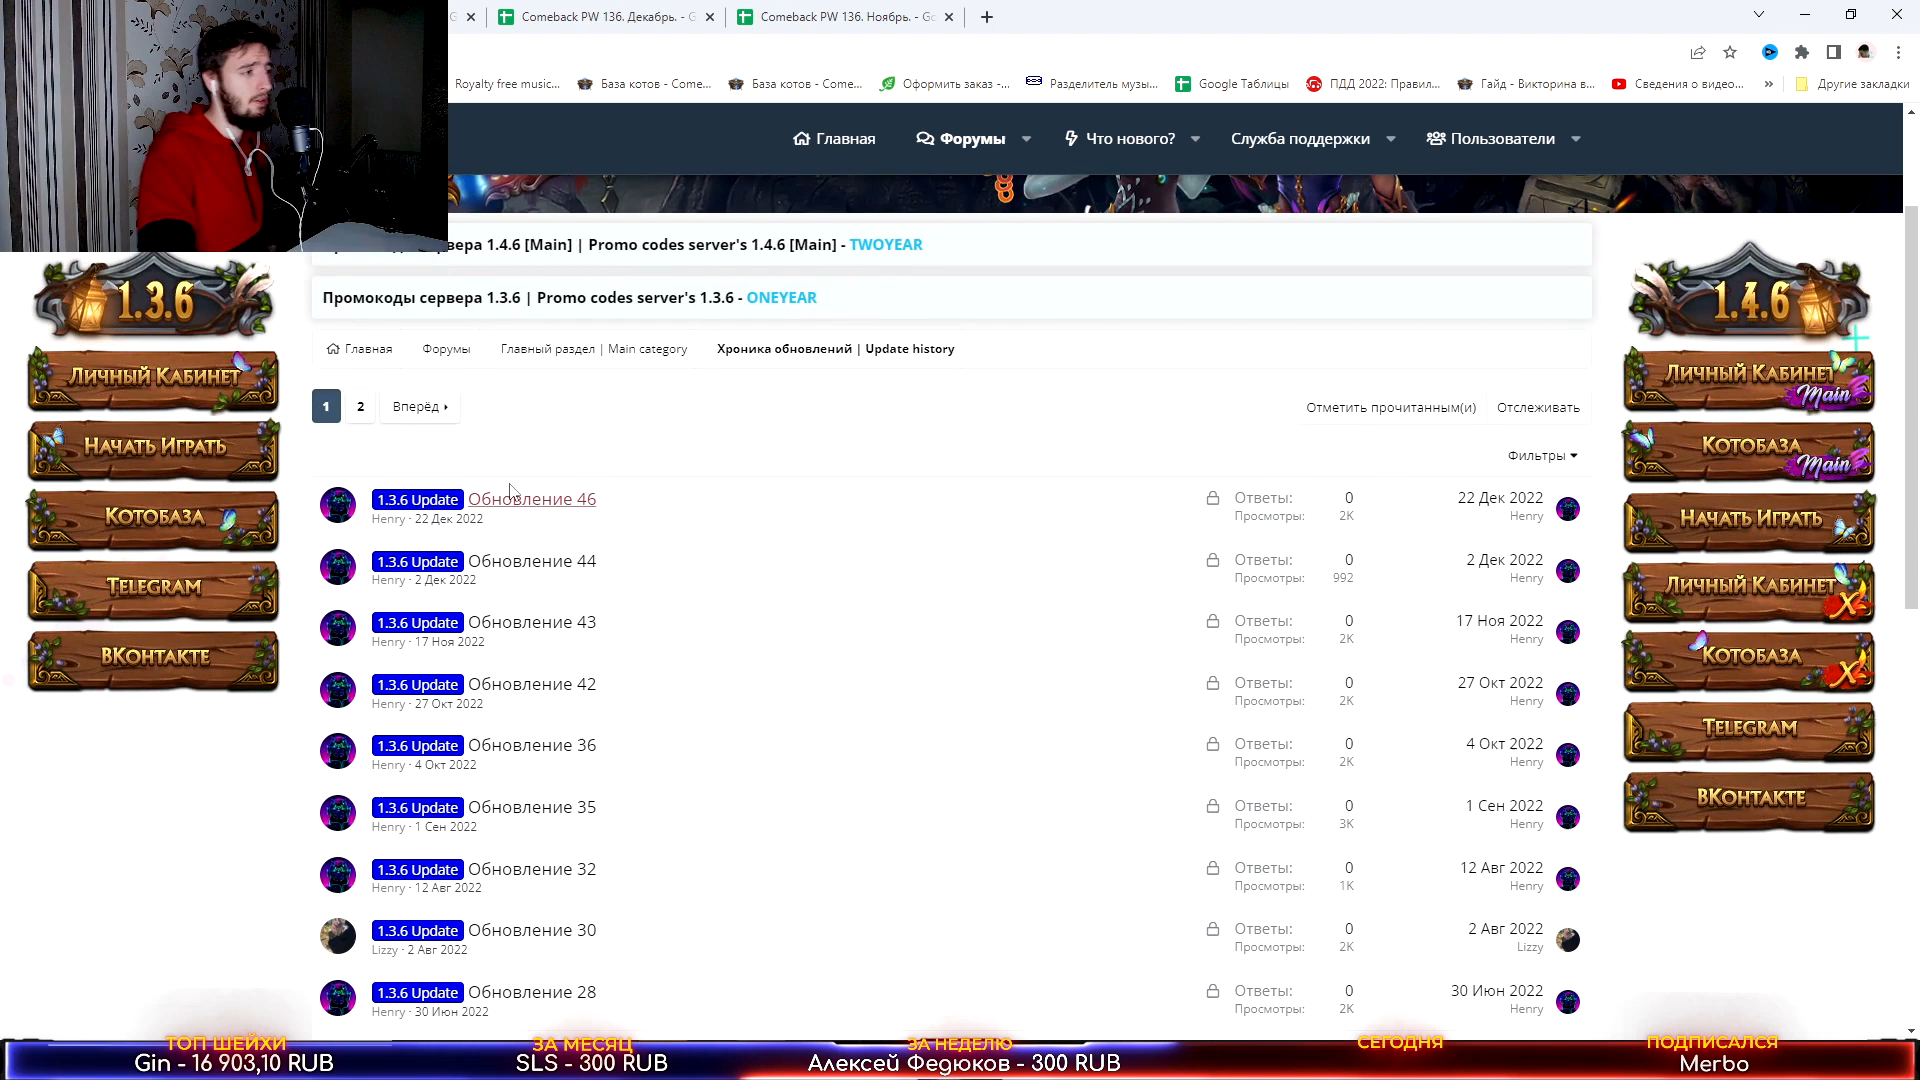 Comeback PW 136. Декабрь. - G
Comeback PW 136. Ноябрь. - Go
Royalty free music...
База котов - Come...
База котов - Come...
Оформить заказ -...
Разделитель музы...
Google Таблицы
ПДД 2022: Правил...
Гайд - Викторина в...
Сведения о видео...
»
Другие закладки
Главная
Форумы
Что нового?
Служба поддержки
Пользователи
вера 1.4.6 [Main] | Promo codes server's 1.4.6 [Main] - TWOYEAR
Промокоды сервера 1.3.6 | Promo codes server's 1.3.6 - ONEYEAR
Главная
Форумы
Главный раздел | Main category
Хроника обновлений | Update history
1
2
Вперёд
Отметить прочитанным(и)
Отслеживать
Фильтры
1.3.6 Update Обновление 46
Henry · 22 Дек 2022
Ответы: 0
Просмотры: 2K
22 Дек 2022
Henry
1.3.6 Update Обновление 44
Henry · 2 Дек 2022
Ответы: 0
Просмотры: 992
2 Дек 2022
Henry
1.3.6 Update Обновление 43
Henry · 17 Ноя 2022
Ответы: 0
Просмотры: 2K
17 Ноя 2022
Henry
1.3.6 Update Обновление 42
Henry · 27 Окт 2022
Ответы: 0
Просмотры: 2K
27 Окт 2022
Henry
1.3.6 Update Обновление 36
Henry · 4 Окт 2022
Ответы: 0
Просмотры: 2K
4 Окт 2022
Henry
1.3.6 Update Обновление 35
Henry · 1 Сен 2022
Ответы: 0
Просмотры: 3K
1 Сен 2022
Henry
1.3.6 Update Обновление 32
Henry · 12 Авг 2022
Ответы: 0
Просмотры: 1K
12 Авг 2022
Henry
1.3.6 Update Обновление 30
Lizzy · 2 Авг 2022
Ответы: 0
Просмотры: 2K
2 Авг 2022
Lizzy
1.3.6 Update Обновление 28
Henry · 30 Июн 2022
Ответы: 0
Просмотры: 2K
30 Июн 2022
Henry
1.3.6
Личный Кабинет
Начать Играть
Котобаза
Telegram
ВКонтакте
1.4.6
Личный Кабинет
Main
Котобаза
Main
Начать Играть
Личный Кабинет
X
Котобаза
X
Telegram
ВКонтакте
ТОП ШЕЙХИ
Gin - 16 903,10 RUB
ЗА МЕСЯЦ
SLS - 300 RUB
ЗА НЕДЕЛЮ
Алексей Федюков - 300 RUB
СЕГОДНЯ
ПОДПИСАЛСЯ
Merbo